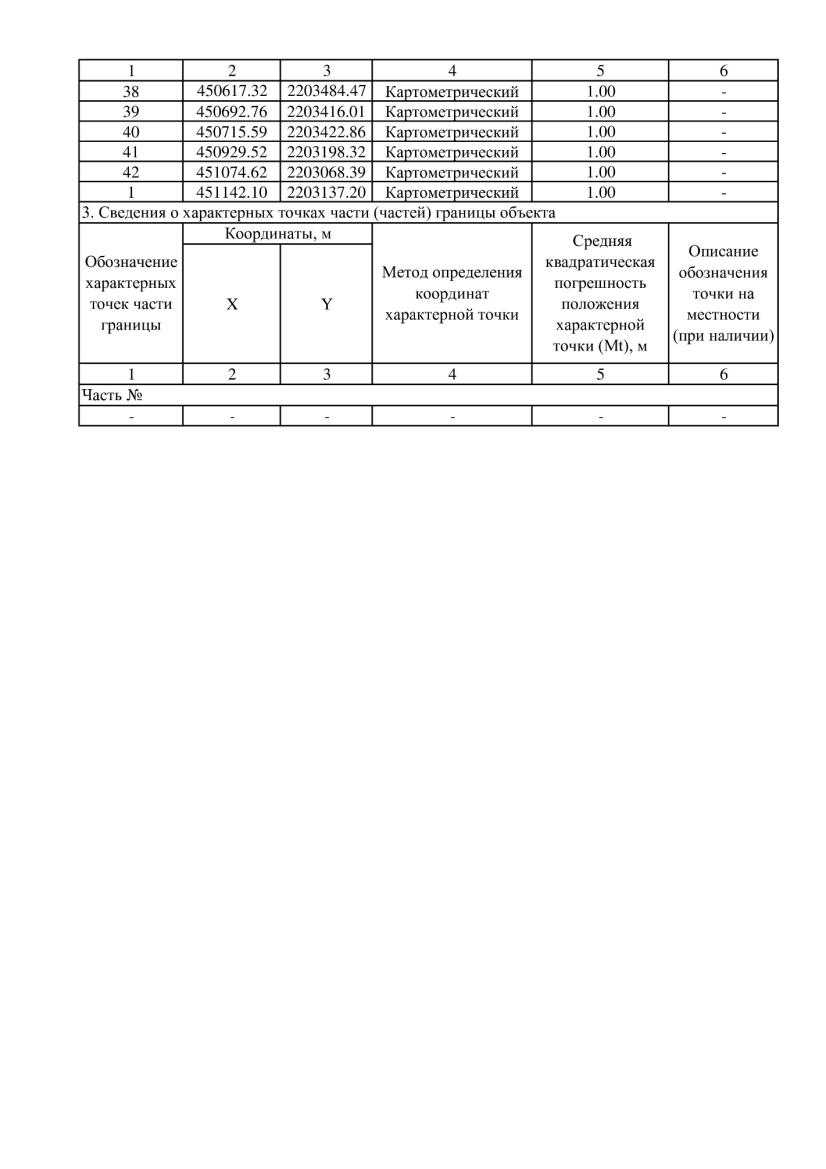 1 2 3 4 5 6
38 450617.32 2203484.47 Картометрический 1.00 -
39 450692.76 2203416.01 Картометрический 1.00 -
40 450715.59 2203422.86 Картометрический 1.00 -
41 450929.52 2203198.32 Картометрический 1.00 -
42 451074.62 2203068.39 Картометрический 1.00 -
1 451142.10 2203137.20 Картометрический 1.00 -
3. Сведения о характерных точках части (частей) границы объекта
Обозначение
характерных
точек части
границы
Координаты, м
X Y
Метод определения
координат
характерной точки
Средняя
квадратическая
погрешность
положения
характерной
точки (Mt), м
Описание
обозначения
точки на
местности
(при наличии)
1 2 3 4 5 6
Часть №
- - - - - -